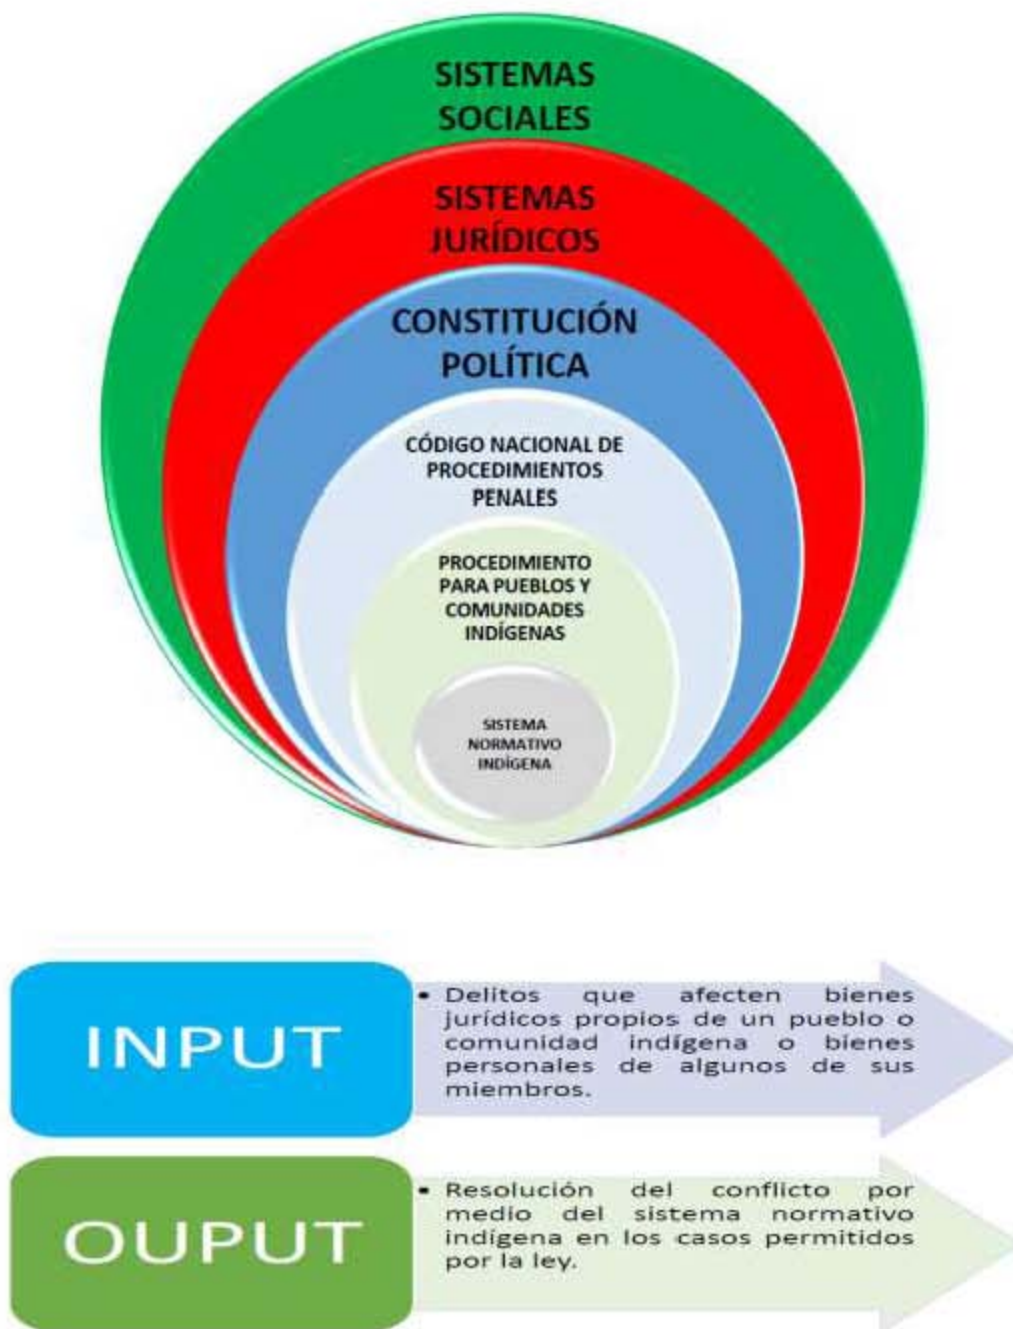 SISTEMAS
SOCIALES
SISTEMAS
JURÍDICOS
CONSTITUCIÓN
POLÍTICA
CÓDIGO NACIONAL DE
PROCEDIMIENTOS
PENALES
PROCEDIMIENTO
PARA PUEBLOS Y
COMUNIDADES
INDÍGENAS
SISTEMA
NORMATIVO
INDÍGENA
INPUT
• Delitos que afecten bienes
jurídicos propios de un pueblo o
comunidad indígena o bienes
personales de algunos de sus
miembros.
OUPUT
• Resolución del conflicto por
medio del sistema normativo
indígena en los casos permitidos
por la ley.